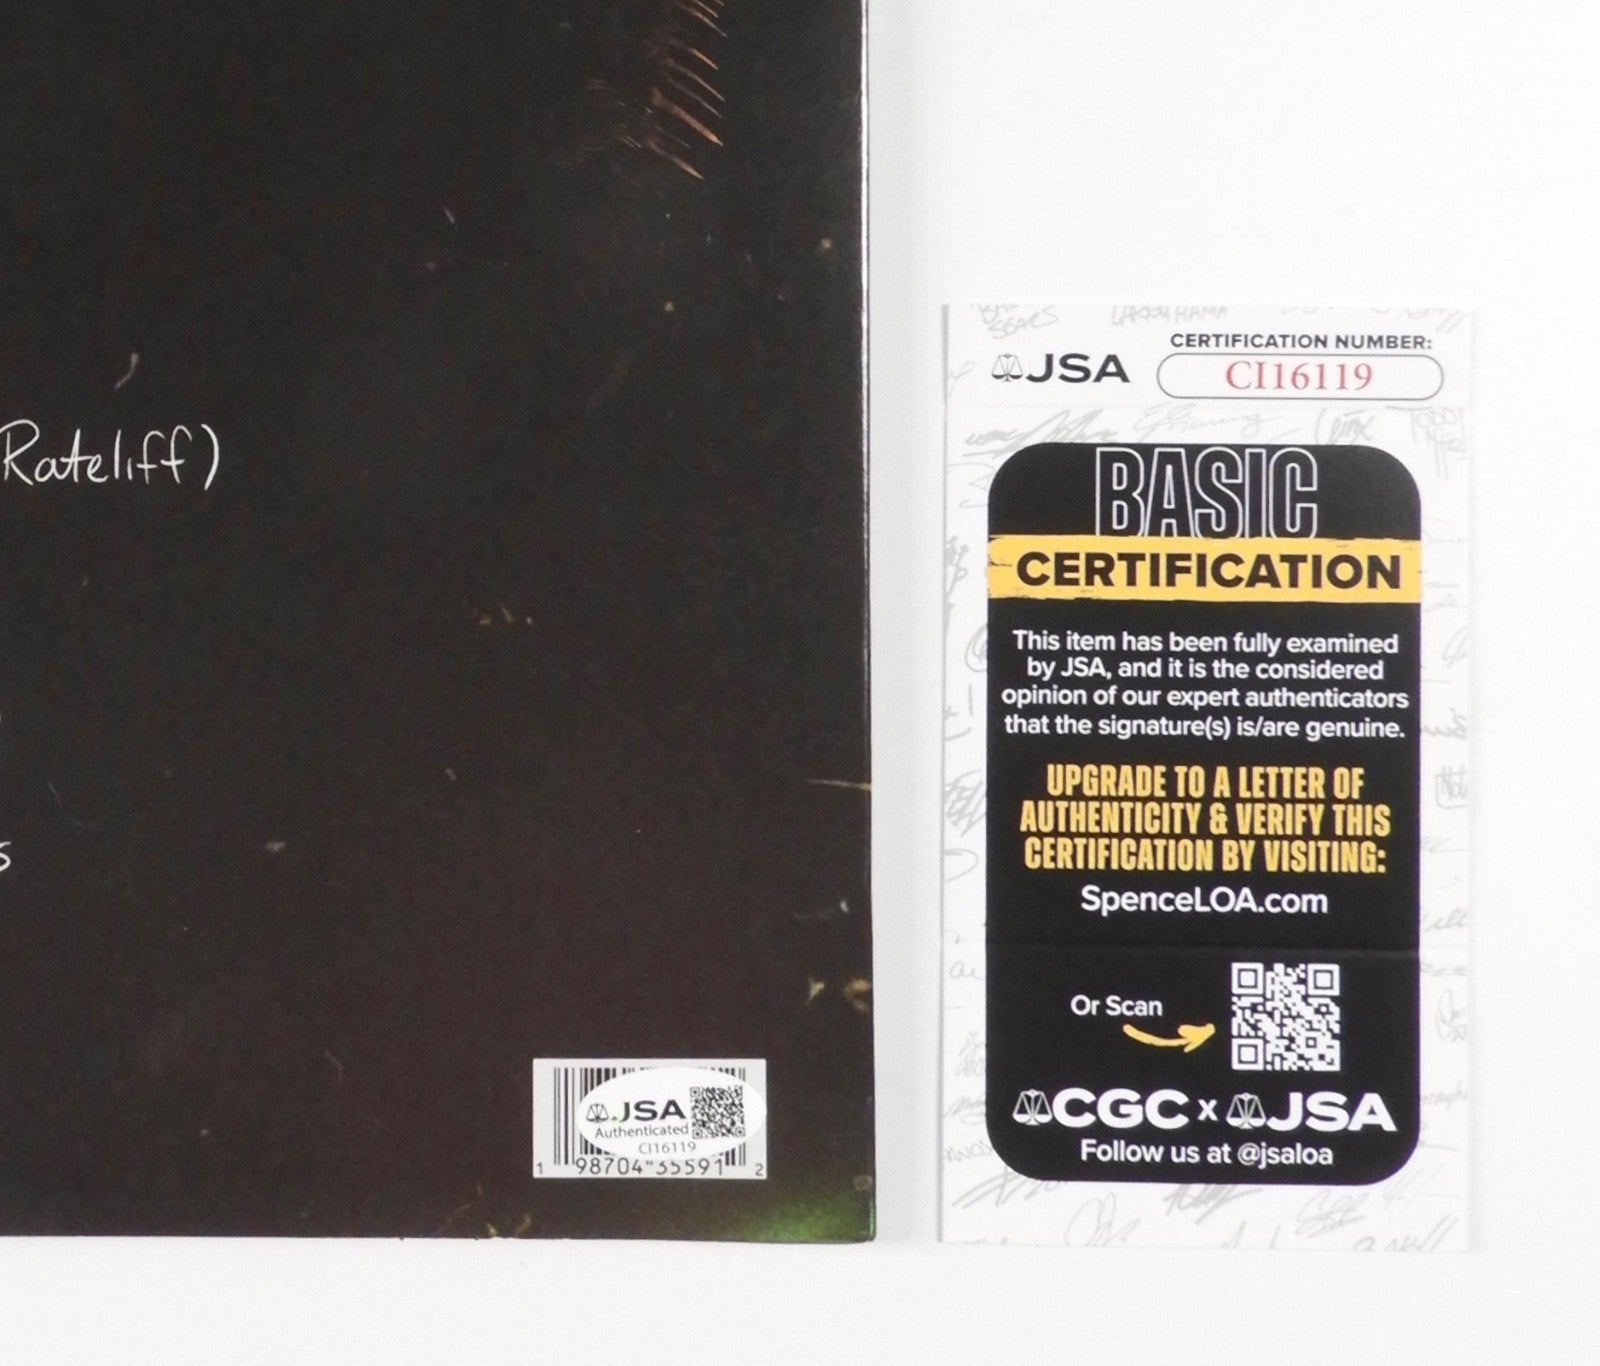 Rateliff)
s
JSA
Authenticated
CI16119
1 98704 35591 2
LARRY HAMA
JSA
CERTIFICATION NUMBER:
CI16119
BASIC
CERTIFICATION
This item has been fully examined
by JSA, and it is the considered
opinion of our expert authenticators
that the signature(s) is/are genuine.
UPGRADE TO A LETTER OF
AUTHENTICITY & VERIFY THIS
CERTIFICATION BY VISITING:
SpenceLOA.com
Or Scan
CGC x JSA
Follow us at @jsaloa